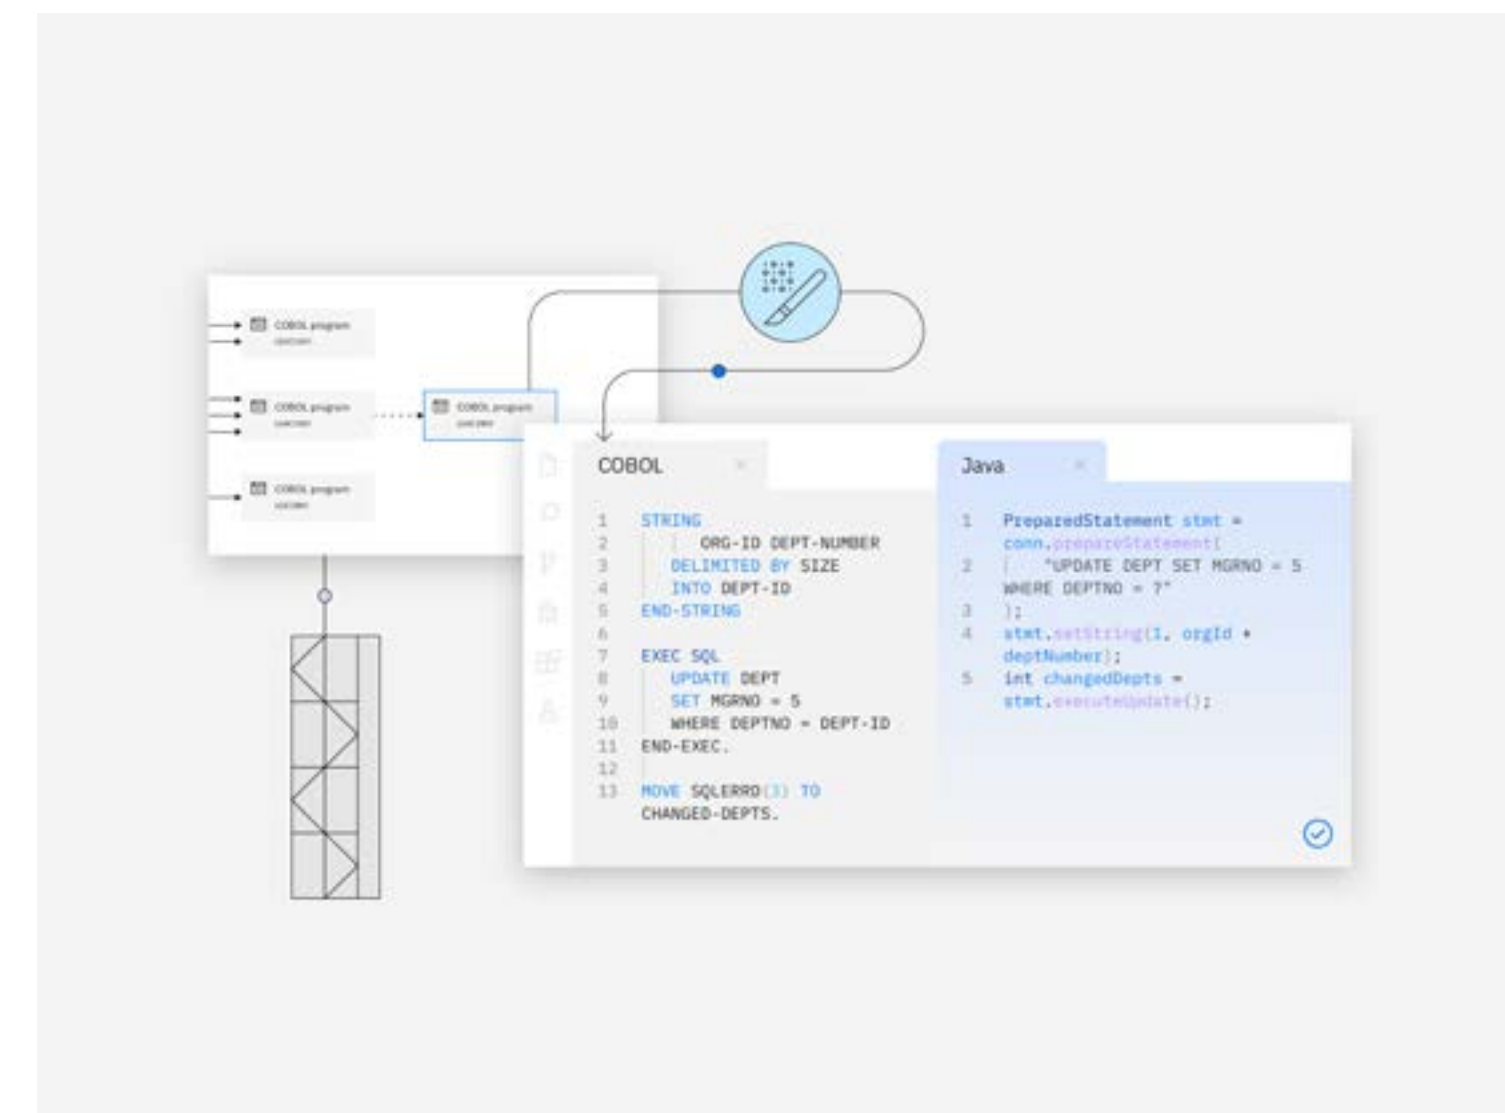 COBOL program
COBOL program
COBOL program
COBOL program
COBOL
1 STRING
2 ORG-ID DEPT-NUMBER
3 DELIMITED BY SIZE
4 INTO DEPT-ID
5 END-STRING
6
7 EXEC SQL
8 UPDATE DEPT
9 SET MGRNO = 5
10 WHERE DEPTNO = DEPT-ID
11 END-EXEC.
12
13 MOVE SQLERRD(3) TO
CHANGED-DEPTS.
Java
1 PreparedStatement stmt =
conn.prepareStatement(
2 "UPDATE DEPT SET MGRNO = 5
WHERE DEPTNO = ?"
3 );
4 stmt.setString(1, orgId +
deptNumber);
5 int changedDepts =
stmt.executeUpdate();